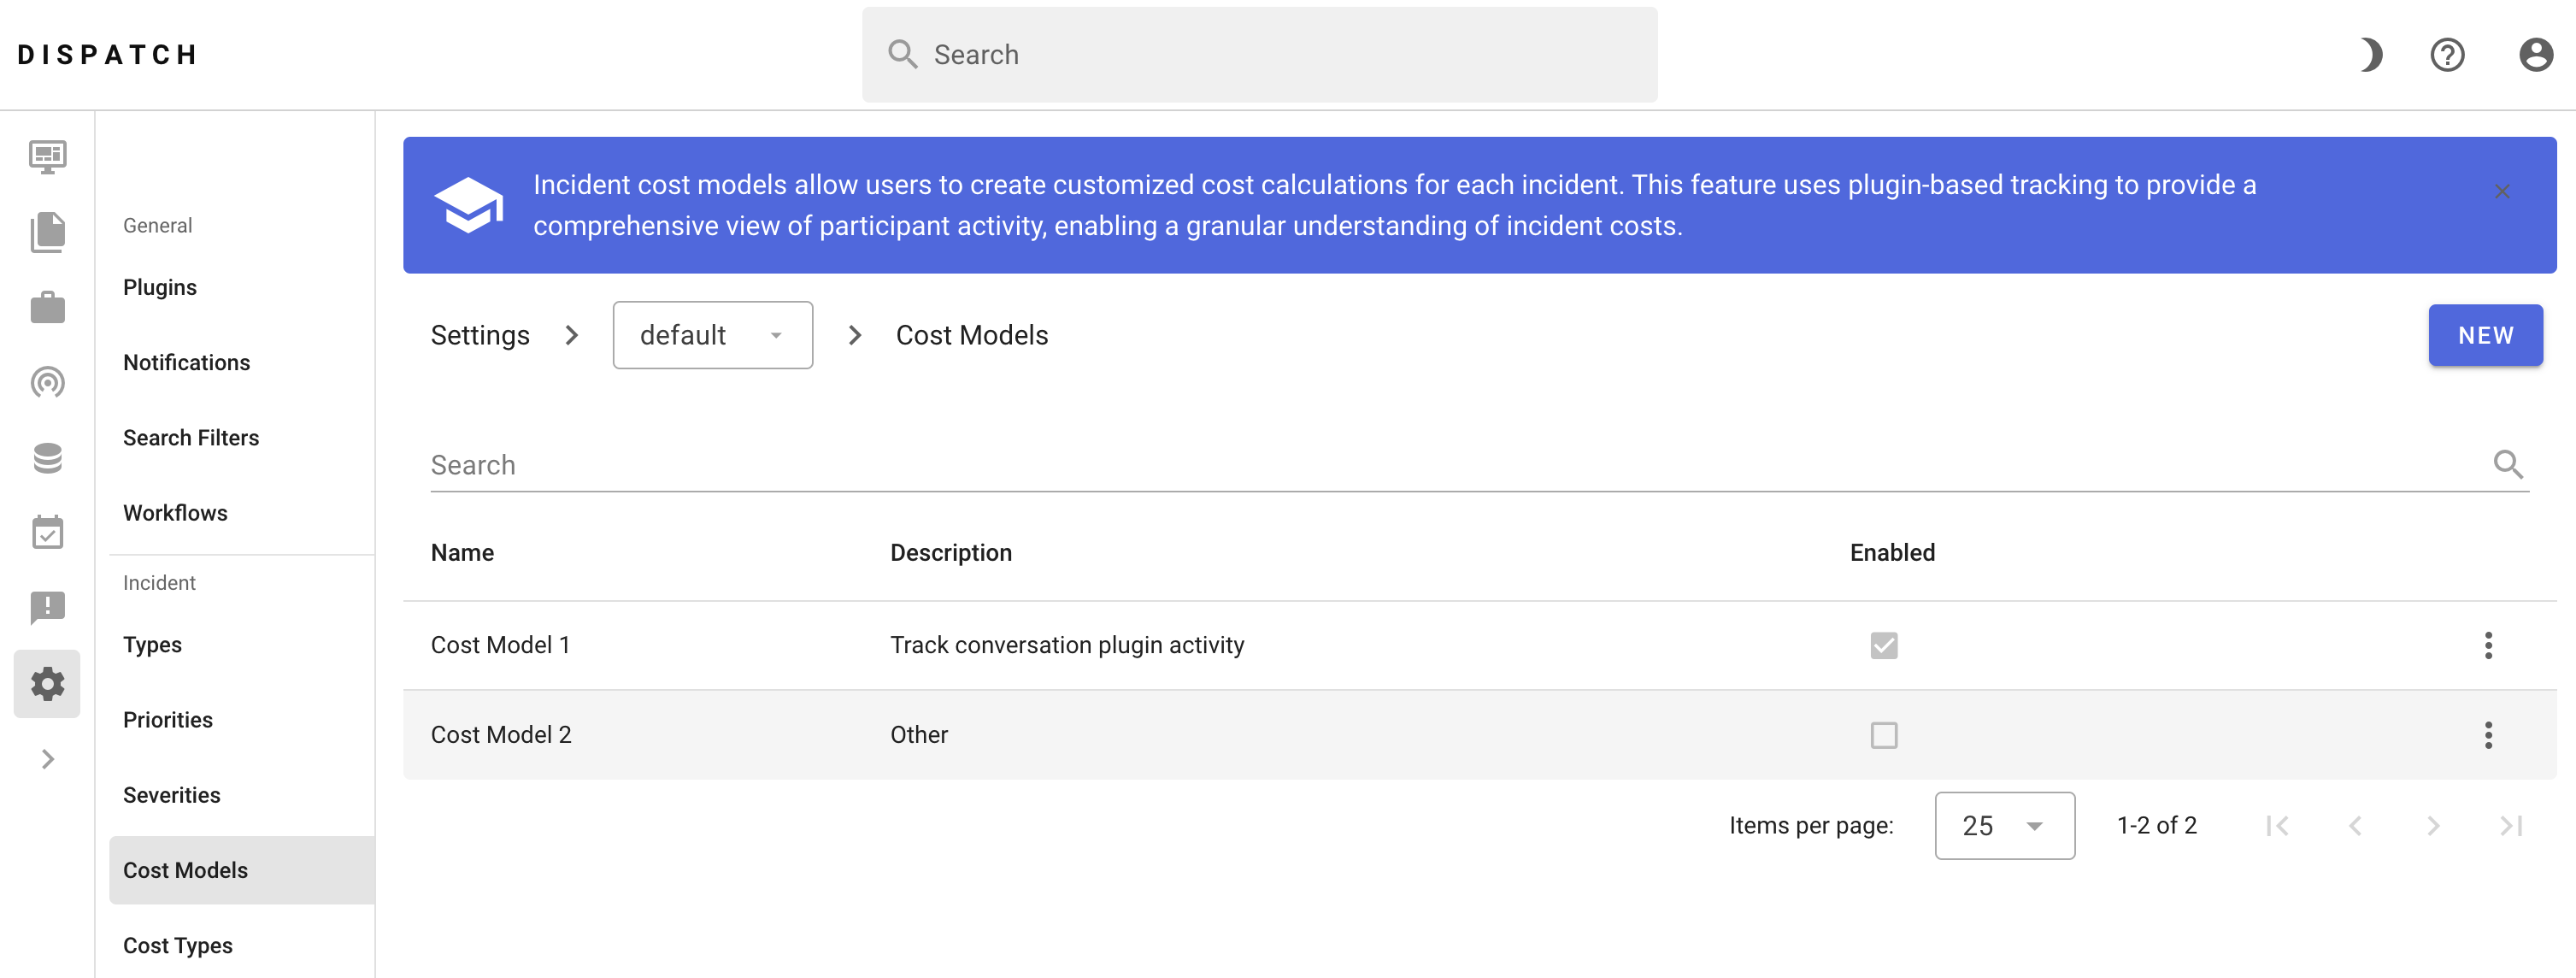 DISPATCH
Search
General
Plugins
Notifications
Search Filters
Workflows
Incident
Types
Priorities
Severities
Cost Models
Cost Types
Incident cost models allow users to create customized cost calculations for each incident. This feature uses plugin-based tracking to provide a
comprehensive view of participant activity, enabling a granular understanding of incident costs.
Settings default Cost Models NEW
Search
Name Description Enabled
Cost Model 1 Track conversation plugin activity
Cost Model 2 Other
Items per page: 25 1-2 of 2